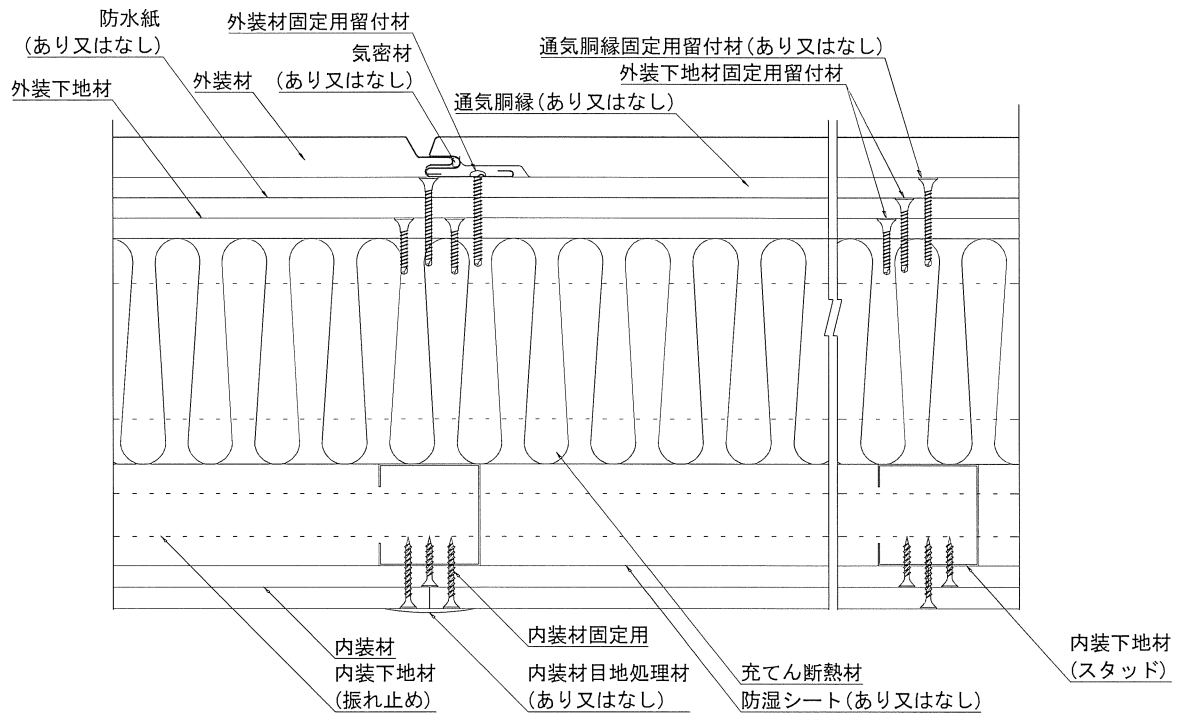 防水紙
(あり又はなし)
外装材固定用留付材
気密材
(あり又はなし)
通気胴縁固定用留付材(あり又はなし)
外装下地材固定用留付材
外装下地材
外装材
通気胴縁(あり又はなし)
内装材
内装下地材
(振れ止め)
内装材固定用
内装材目地処理材
(あり又はなし)
充てん断熱材
防湿シート(あり又はなし)
内装下地材
(スタッド)